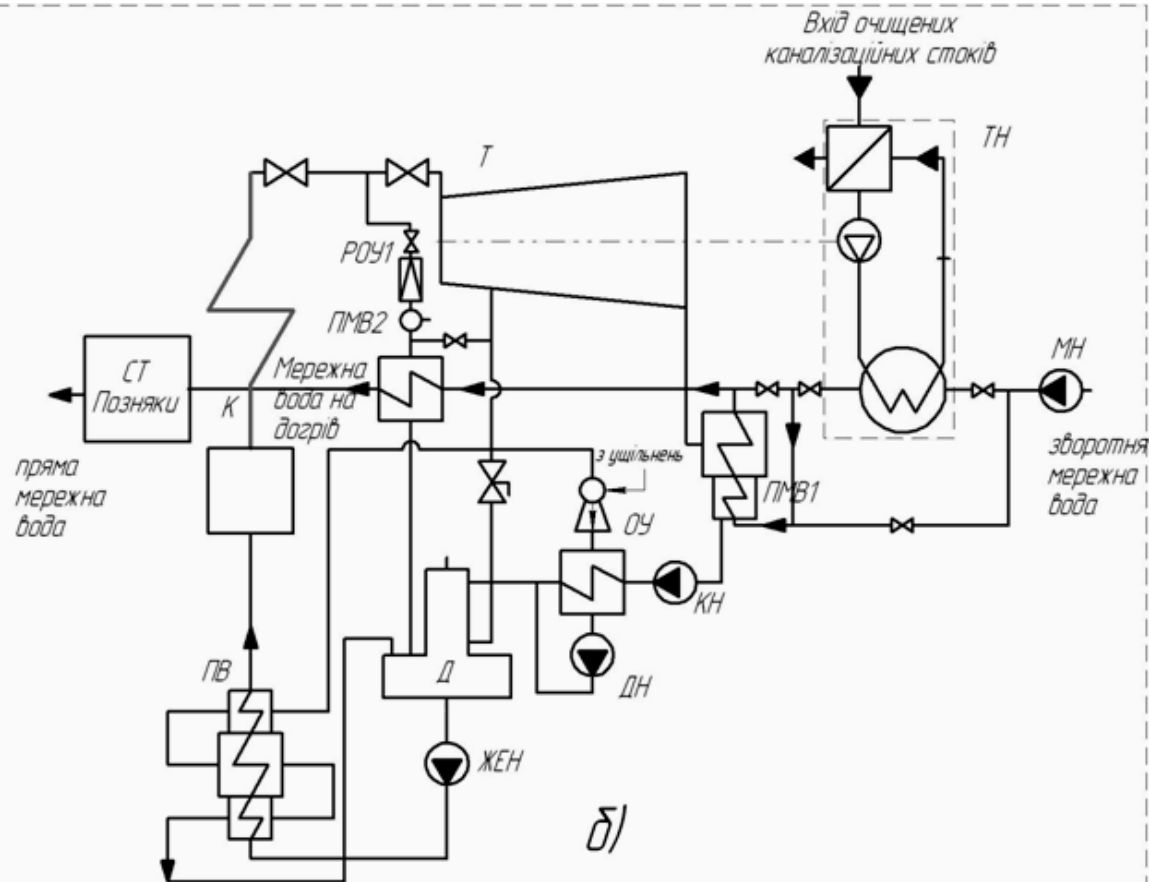 Вхід очищених
каналізаційних стоків
ТН
Т
РОУ1
ПМВ2
МН
СТ
Позняки
К
Мережна
вода на
догрів
пряма
мережна
вода
з ущільнень
ОУ
ПМВ1
зворотня
мережна
вода
КН
ПВ
Д
ДН
ЖЕН
б)